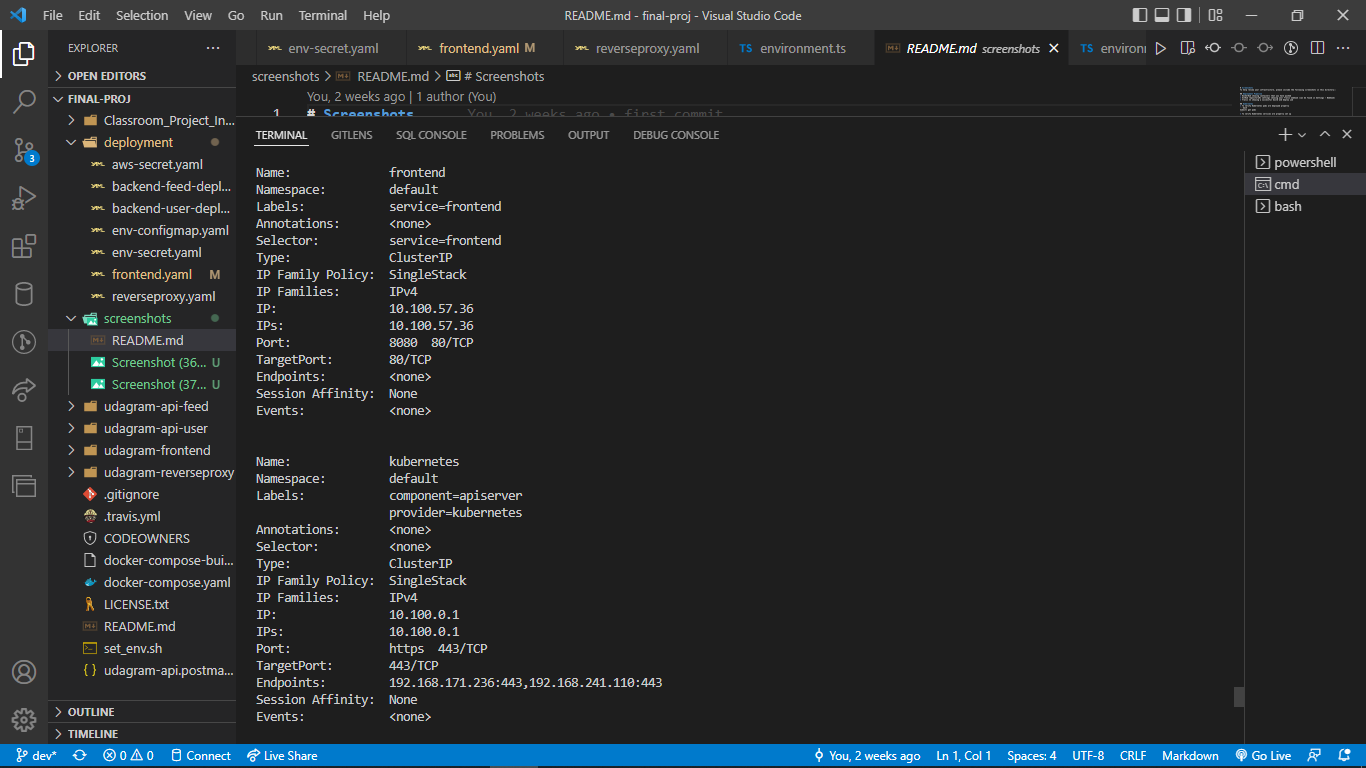 File Edit Selection View Go Run Terminal Help README.md - final-proj - Visual Studio Code
EXPLORER
OPEN EDITORS
FINAL-PROJ
Classroom_Project_In...
deployment
aws-secret.yaml
backend-feed-depl...
backend-user-depl...
env-configmap.yaml
env-secret.yaml
frontend.yaml M
reverseproxy.yaml
screenshots
README.md
Screenshot (36... U
Screenshot (37... U
udagram-api-feed
udagram-api-user
udagram-frontend
udagram-reverseproxy
.gitignore
.travis.yml
CODEOWNERS
docker-compose-bui...
docker-compose.yaml
LICENSE.txt
README.md
set_env.sh
udagram-api.postma...
OUTLINE
TIMELINE
3
env-secret.yaml frontend.yaml M reverseproxy.yaml TS environment.ts README.md screenshots TS environm
screenshots > README.md > abc # Screenshots
You, 2 weeks ago | 1 author (You)
1 # Screenshots You, 2 weeks ago • first commit
TERMINAL GITLENS SQL CONSOLE PROBLEMS OUTPUT DEBUG CONSOLE
Name: frontend
Namespace: default
Labels: service=frontend
Annotations: <none>
Selector: service=frontend
Type: ClusterIP
IP Family Policy: SingleStack
IP Families: IPv4
IP: 10.100.57.36
IPs: 10.100.57.36
Port: 8080 80/TCP
TargetPort: 80/TCP
Endpoints: <none>
Session Affinity: None
Events: <none>
Name: kubernetes
Namespace: default
Labels: component=apiserver
provider=kubernetes
Annotations: <none>
Selector: <none>
Type: ClusterIP
IP Family Policy: SingleStack
IP Families: IPv4
IP: 10.100.0.1
IPs: 10.100.0.1
Port: https 443/TCP
TargetPort: 443/TCP
Endpoints: 192.168.171.236:443,192.168.241.110:443
Session Affinity: None
Events: <none>
powershell
cmd
bash
dev* 0 0 Connect Live Share You, 2 weeks ago Ln 1, Col 1 Spaces: 4 UTF-8 CRLF Markdown Go Live